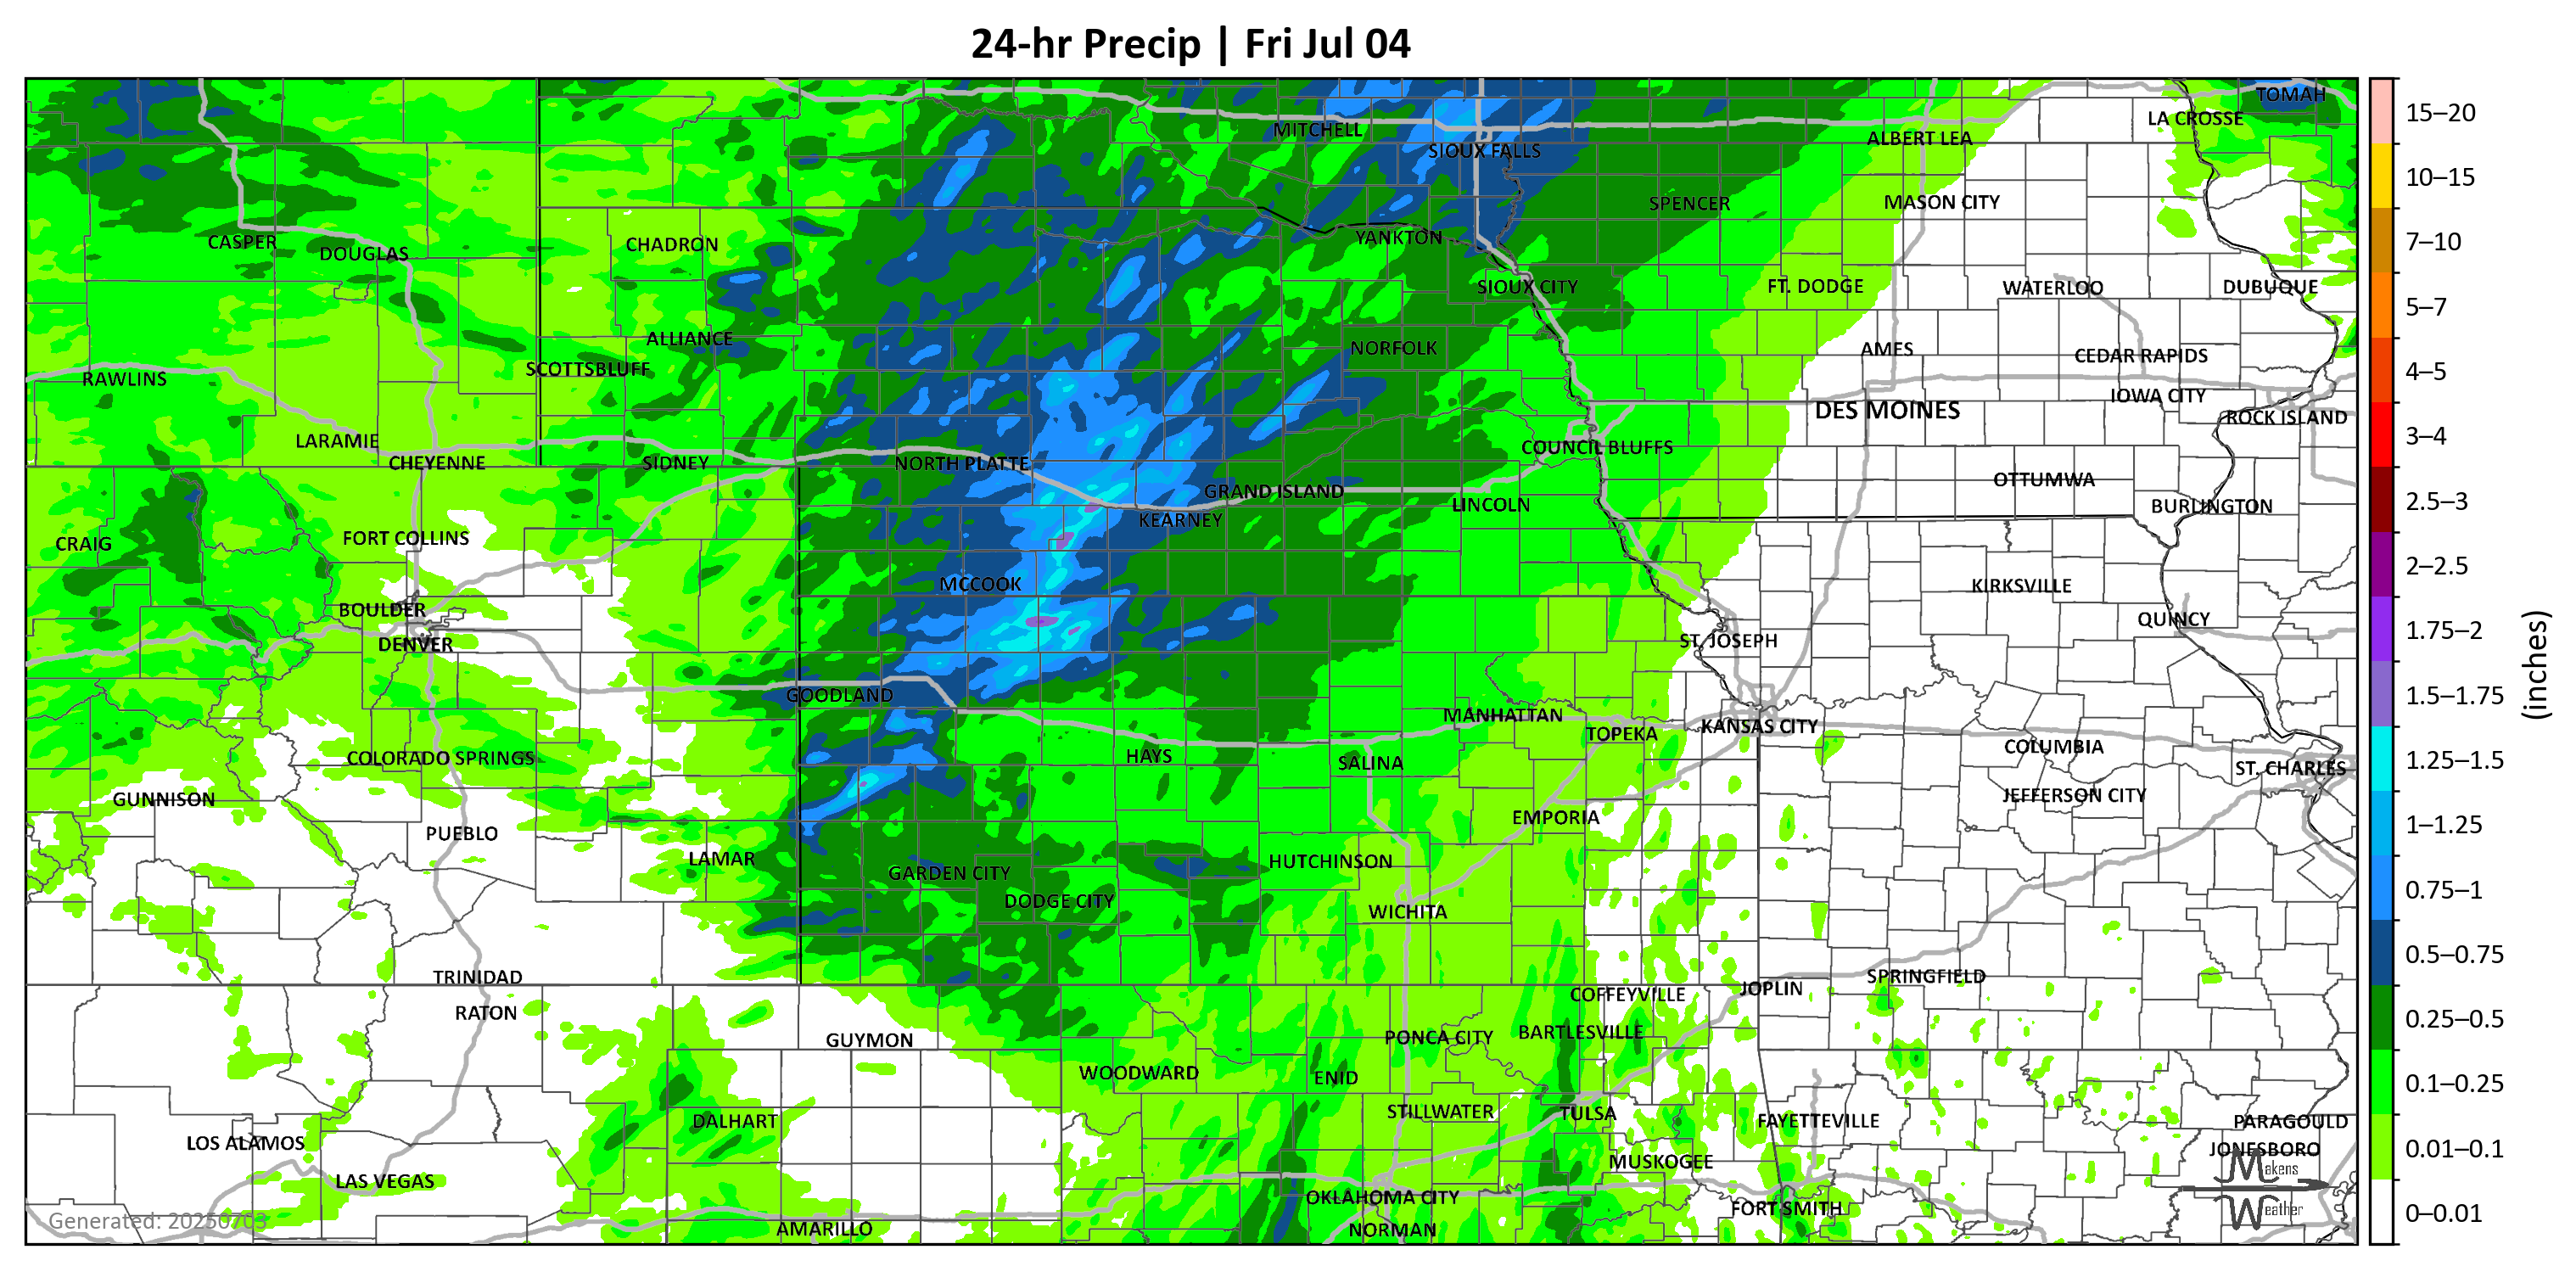 24-hr Precip | Fri Jul 04
TOMAH
LA CROSSE
MITCHELL
ALBERT LEA
SIOUX FALLS
MASON CITY
SPENCER
YANKTON
CASPER
CHADRON
DOUGLAS
SIOUX CITY
FT. DODGE
WATERLOO
DUBUQUE
ALLIANCE
NORFOLK
AMES
CEDAR RAPIDS
SCOTTSBLUFF
RAWLINS
IOWA CITY
DES MOINES
ROCK ISLAND
LARAMIE
COUNCIL BLUFFS
CHEYENNE
SIDNEY
NORTH PLATTE
OTTUMWA
GRAND ISLAND
LINCOLN
BURLINGTON
KEARNEY
FORT COLLINS
CRAIG
MCCOOK
KIRKSVILLE
BOULDER
QUINCY
DENVER
ST. JOSEPH
GOODLAND
MANHATTAN
KANSAS CITY
TOPEKA
COLUMBIA
HAYS
COLORADO SPRINGS
SALINA
ST. CHARLES
GUNNISON
JEFFERSON CITY
EMPORIA
PUEBLO
LAMAR
HUTCHINSON
GARDEN CITY
DODGE CITY
WICHITA
TRINIDAD
SPRINGFIELD
JOPLIN
COFFEYVILLE
RATON
BARTLESVILLE
PONCA CITY
GUYMON
WOODWARD
ENID
STILLWATER
TULSA
DALHART
FAYETTEVILLE
PARAGOULD
LOS ALAMOS
JONESBORO
MUSKOGEE
LAS VEGAS
OKLAHOMA CITY
FORT SMITH
AMARILLO
NORMAN
Generated: 20250703
Makens
Weather
15–20
10–15
7–10
5–7
4–5
3–4
2.5–3
2–2.5
1.75–2
1.5–1.75
1.25–1.5
1–1.25
0.75–1
0.5–0.75
0.25–0.5
0.1–0.25
0.01–0.1
0–0.01
(inches)